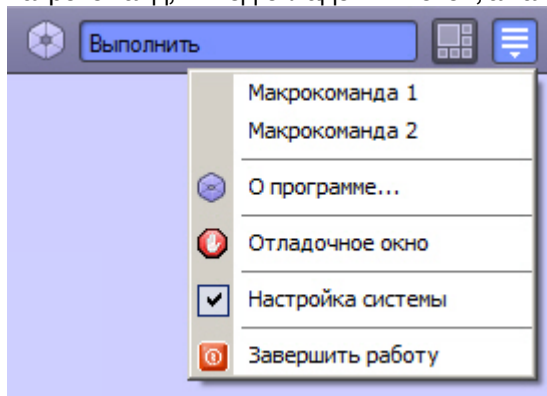 Выполнить
Макрокоманда 1
Макрокоманда 2
О программе...
Отладочное окно
Настройка системы
Завершить работу